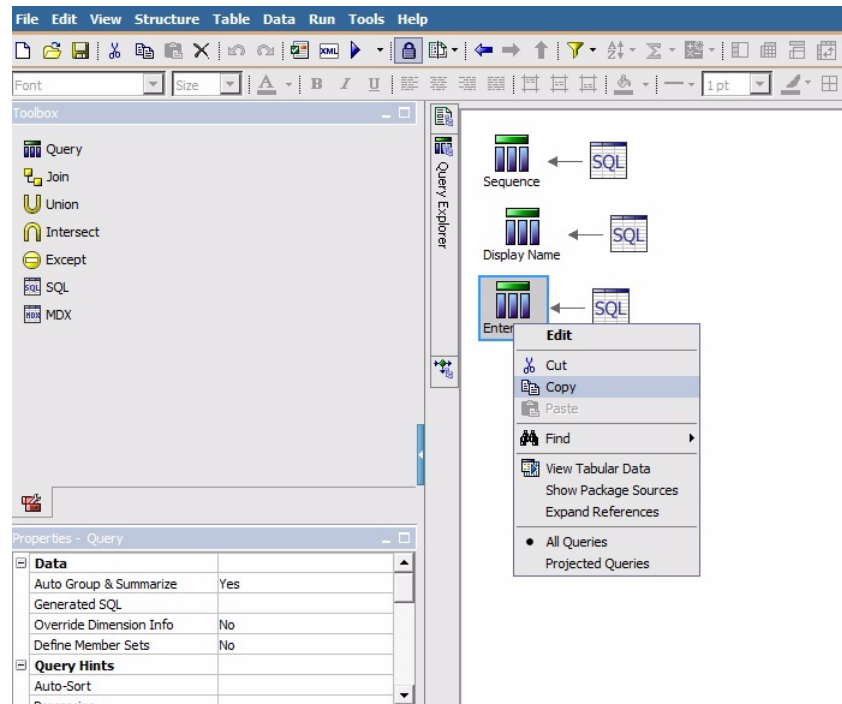 File Edit View Structure Table Data Run Tools Help
XML
Font Size A B I U 1 pt
Toolbox
Query
Join
Union
Intersect
Except
SQL SQL
MDX MDX
Query Explorer
Sequence SQL
Display Name SQL
Enter SQL
Edit
Cut
Copy
Paste
Find
View Tabular Data
Show Package Sources
Expand References
All Queries
Projected Queries
Properties - Query
Data
Auto Group & Summarize Yes
Generated SQL
Override Dimension Info No
Define Member Sets No
Query Hints
Auto-Sort